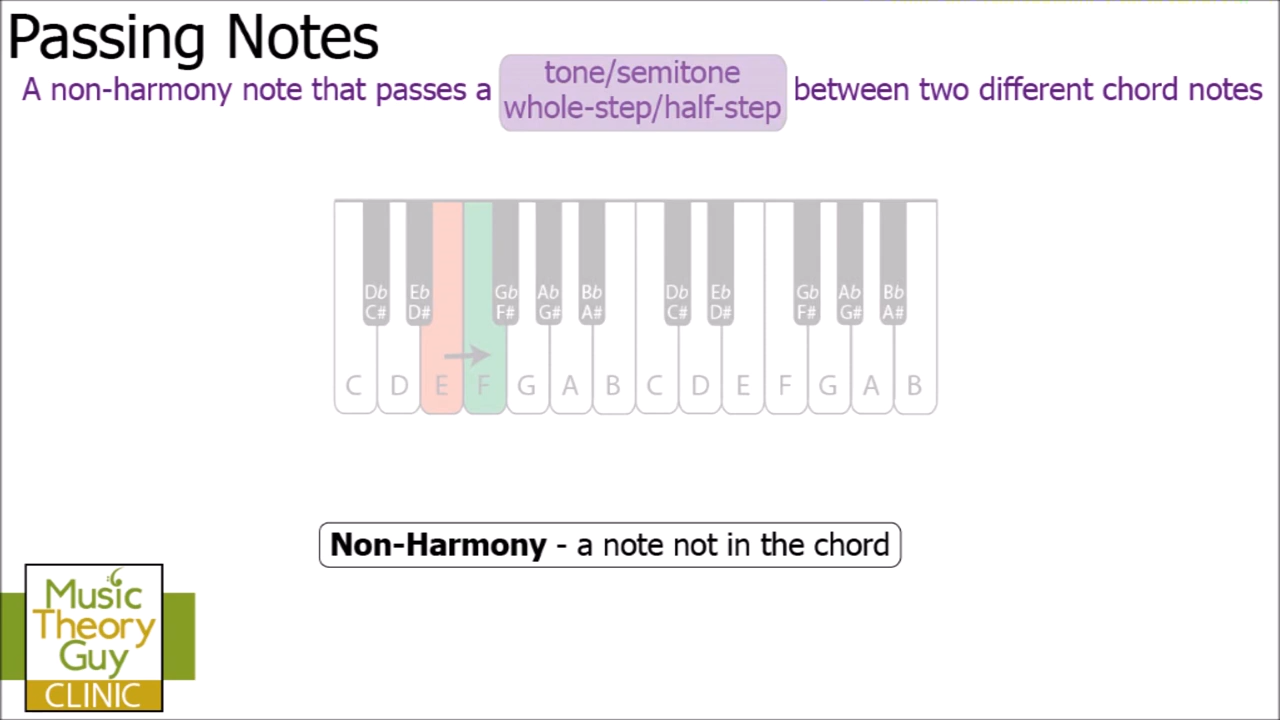 Passing Notes
A non-harmony note that passes a tone/semitone whole-step/half-step between two different chord notes
Db Eb Gb Ab Bb Db Eb Gb Ab Bb
C# D# F# G# A# C# D# F# G# A#
C D E F G A B C D E F G A B
Non-Harmony - a note not in the chord
Music
Theory
Guy
CLINIC